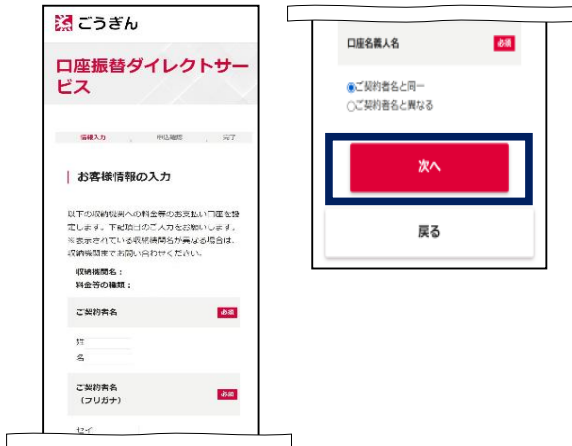 ごうぎん
口座振替ダイレクトサー
ビス
情報入力
申込確認
完了
お客様情報の入力
以下の収納機関への料金等のお支払い口座を設
定します。下記項目のご入力をお願いします。
※表示されている収納機関名が異なる場合は、
収納機関までお問い合わせください。
収納機関名:
料金等の種類:
ご契約者名
必須
姓
名
ご契約者名
(フリガナ)
必須
セイ
口座名義人名
必須
ご契約者名と同一
ご契約者名と異なる
次へ
戻る